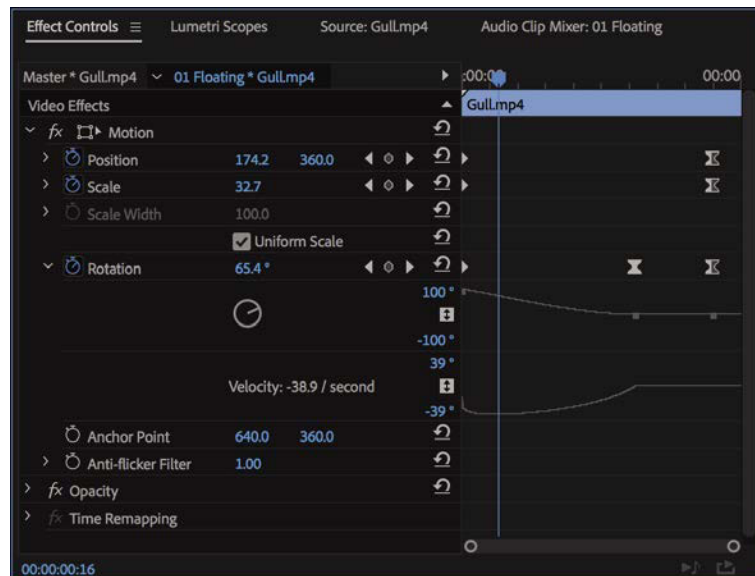 Effect Controls Lumetri Scopes Source: Gull.mp4 Audio Clip Mixer: 01 Floating
Master * Gull.mp4 01 Floating * Gull.mp4 :00:0 00:00
Video Effects Gull.mp4
fx Motion
Position 174.2 360.0
Scale 32.7
Scale Width 100.0
Uniform Scale
Rotation 65.4 °
100 °
-100 °
39 °
Velocity: -38.9 / second
-39 °
Anchor Point 640.0 360.0
Anti-flicker Filter 1.00
fx Opacity
fx Time Remapping
00:00:00:16